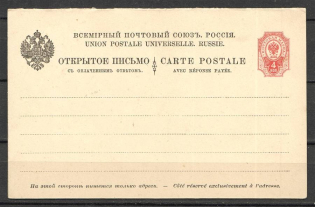 ВСЕМІРНЫЙ ПОЧТОВЫЙ СОЮЗЪ. РОССІЯ.
UNION POSTALE UNIVERSELLE. RUSSIE.
ОТКРЫТОЕ ПИСЬМО CARTE POSTALE
СЪ ОПЛАЧЕННЫМЪ ОТВѢТОМЪ. AVEC RÉPONSE PAYÉE.
4
На этой сторонѣ пишется только адресъ. — Côté réservé exclusivement à l'adresse.